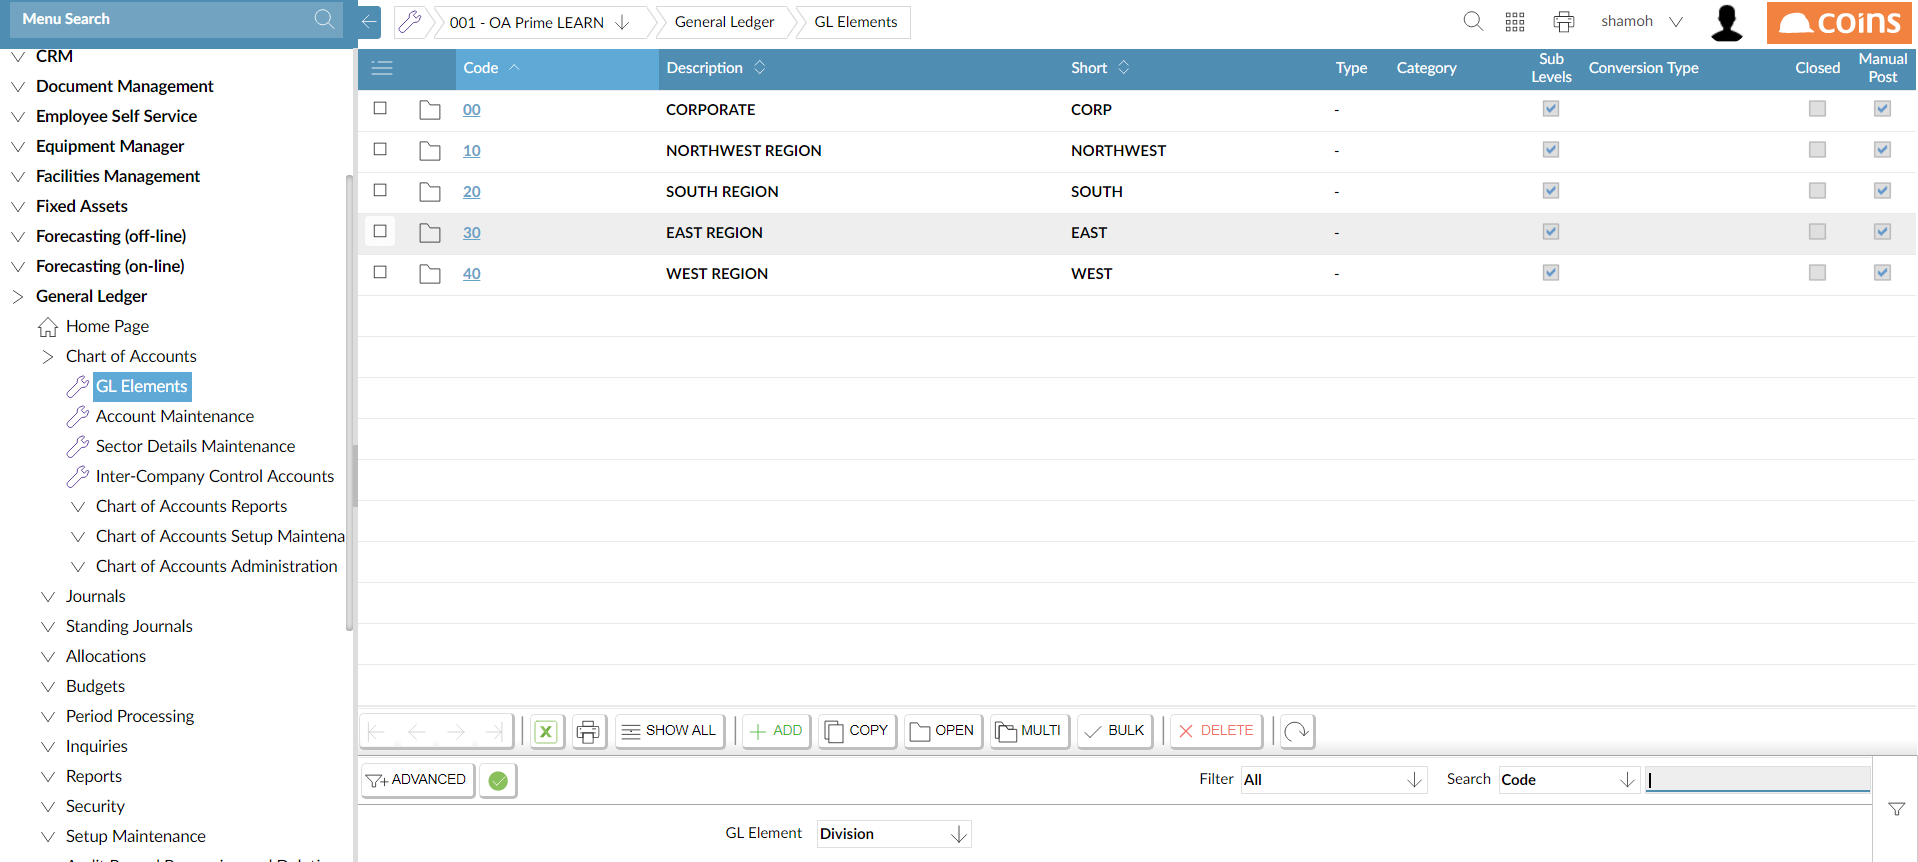 Menu Search
001 - OA Prime LEARN
General Ledger
GL Elements
shamoh
coins
CRM
Document Management
Employee Self Service
Equipment Manager
Facilities Management
Fixed Assets
Forecasting (off-line)
Forecasting (on-line)
General Ledger
Home Page
Chart of Accounts
GL Elements
Account Maintenance
Sector Details Maintenance
Inter-Company Control Accounts
Chart of Accounts Reports
Chart of Accounts Setup Maintena
Chart of Accounts Administration
Journals
Standing Journals
Allocations
Budgets
Period Processing
Inquiries
Reports
Security
Setup Maintenance
Code Description Short Type Category Sub Levels Conversion Type Closed Manual Post
00 CORPORATE CORP -
10 NORTHWEST REGION NORTHWEST -
20 SOUTH REGION SOUTH -
30 EAST REGION EAST -
40 WEST REGION WEST -
SHOW ALL ADD COPY OPEN MULTI BULK DELETE
ADVANCED Filter All Search Code
GL Element Division